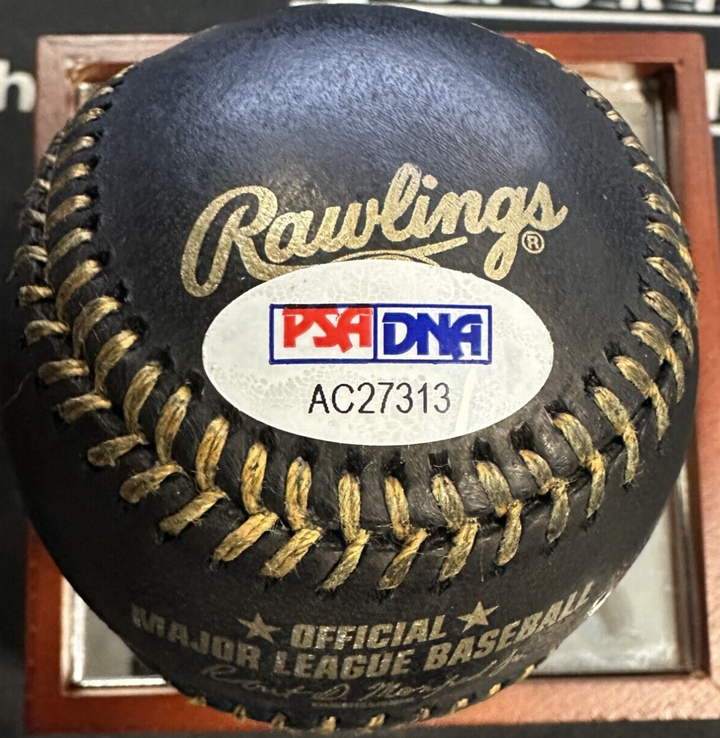 Rawlings®
PSA DNA
AC27313
★ OFFICIAL ★
MAJOR LEAGUE BASEBALL